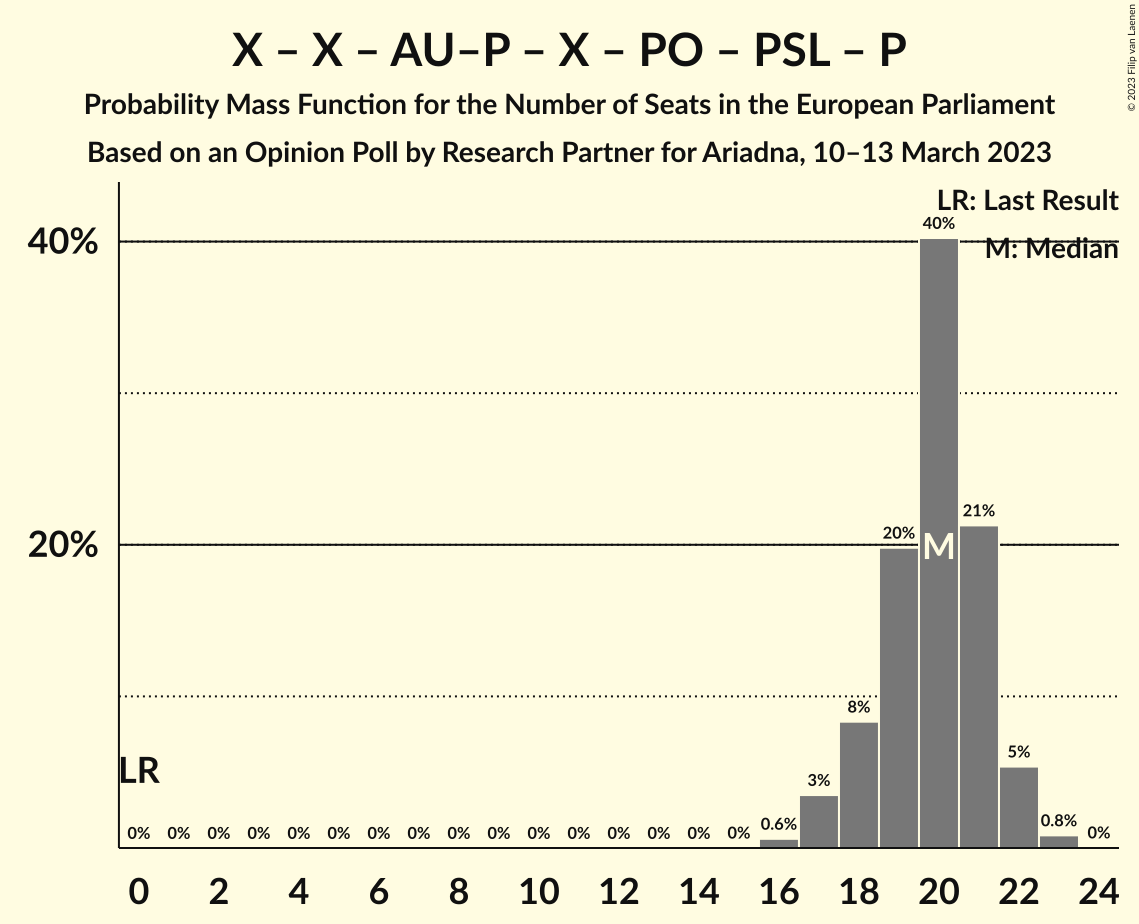 X – X – AU–P – X – PO – PSL – P
Probability Mass Function for the Number of Seats in the European Parliament
Based on an Opinion Poll by Research Partner for Ariadna, 10–13 March 2023
© 2023 Filip van Laenen
LR: Last Result
M: Median
40%
20%
40%
21%
20%
M
8%
5%
3%
LR
0% 0% 0% 0% 0% 0% 0% 0% 0% 0% 0% 0% 0% 0% 0% 0% 0.6% 0.8% 0%
0 2 4 6 8 10 12 14 16 18 20 22 24